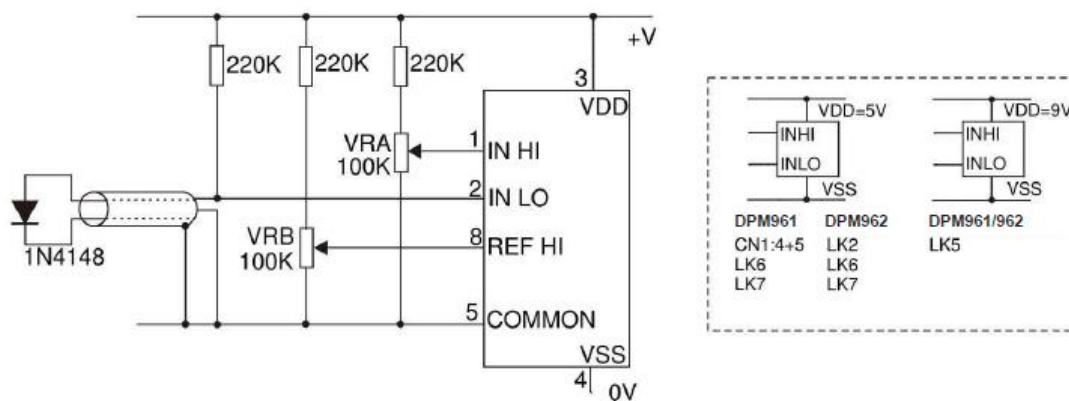 +V
220K
220K
220K
3
VDD
VRA
100K
1
IN HI
2
IN LO
VRB
100K
8
REF HI
1N4148
5
COMMON
VSS
4
0V
VDD=5V
INHI
INLO
VSS
VDD=9V
INHI
INLO
VSS
DPM961
CN1:4+5
LK6
LK7
DPM962
LK2
LK6
LK7
DPM961/962
LK5